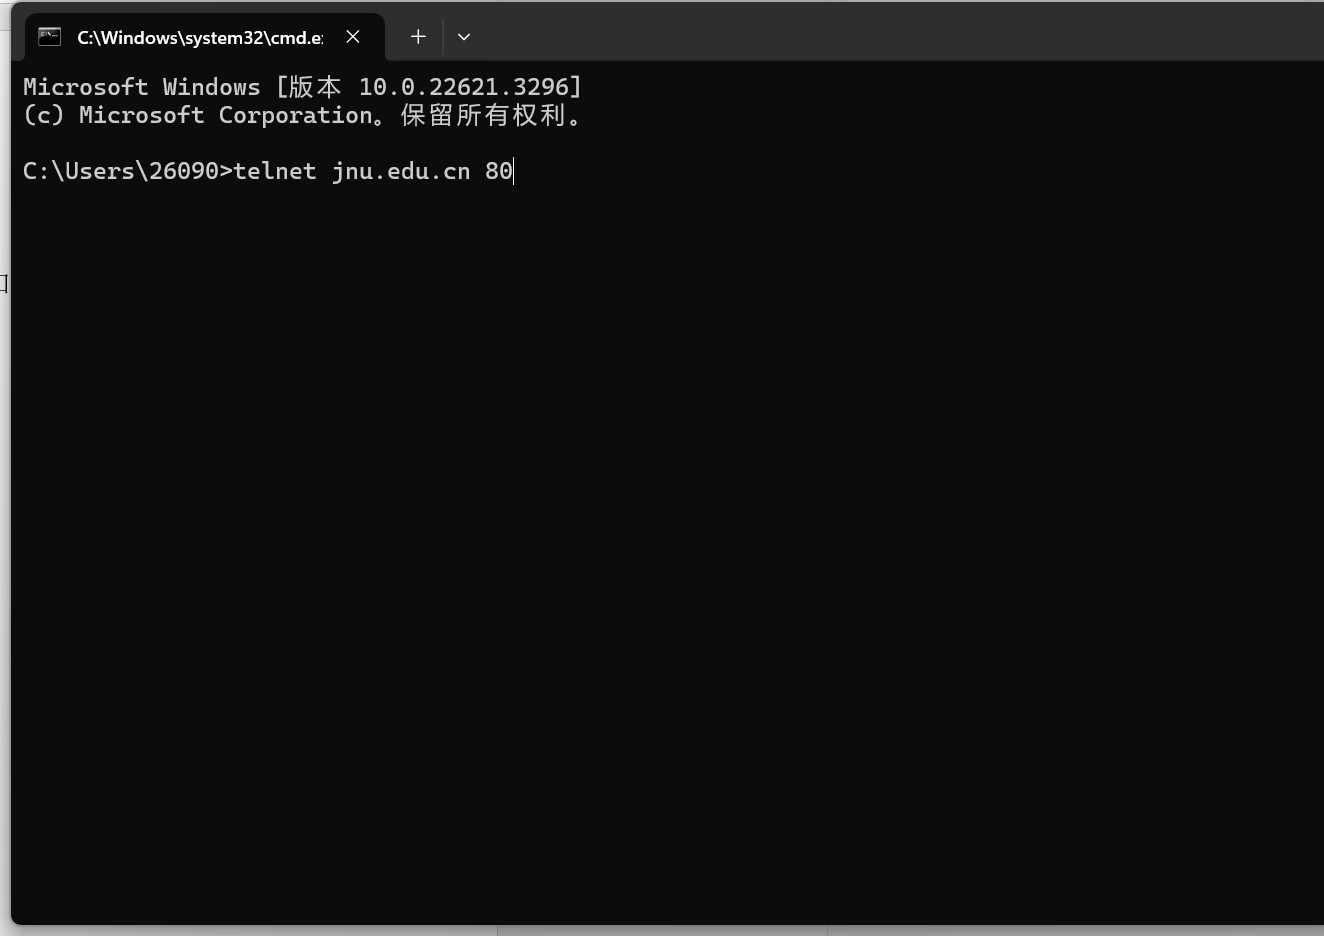 C:\Windows\system32\cmd.e
Microsoft Windows [版本 10.0.22621.3296]
(c) Microsoft Corporation。保留所有权利。
C:\Users\26090>telnet jnu.edu.cn 80